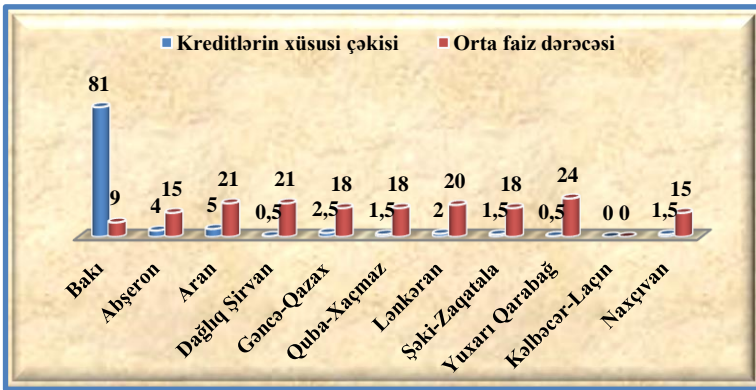 Kreditlərin xüsusi çəkisi Orta faiz dərəcəsi
81 9
4 15
5 21
0,5 21
2,5 18
1,5 18
2 20
1,5 18
0,5 24
0 0
1,5 15
Bakı
Abşeron
Aran
Dağlıq Şirvan
Gəncə-Qazax
Quba-Xaçmaz
Lənkəran
Şəki-Zaqatala
Yuxarı Qarabağ
Kəlbəcər-Laçın
Naxçıvan